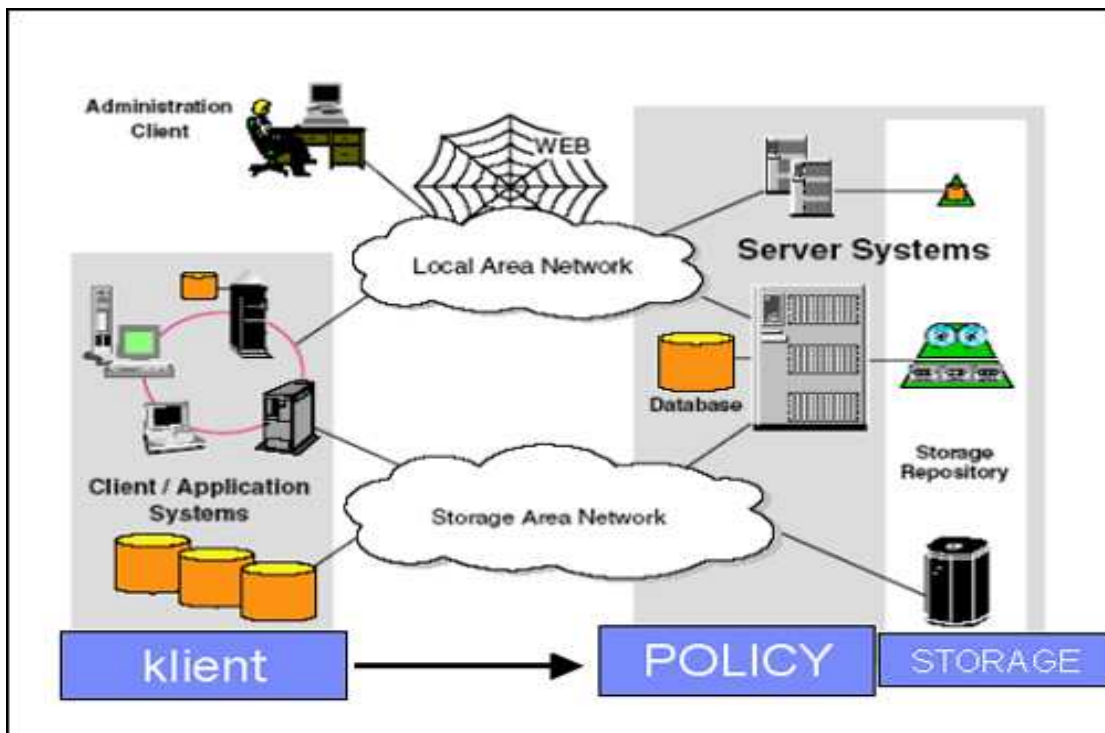 Administration
Client
WEB
Local Area Network
Server Systems
Database
Storage
Repository
Client / Application
Systems
Storage Area Network
klient
POLICY
STORAGE